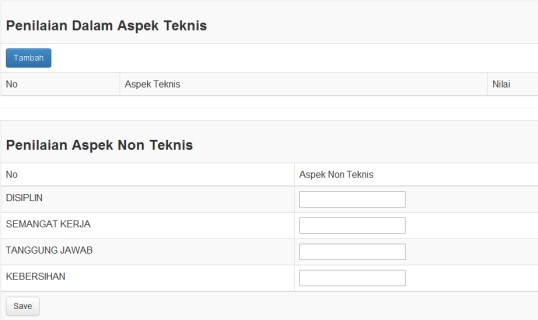 Penilaian Dalam Aspek Teknis
Tambah
No Aspek Teknis Nilai
Penilaian Aspek Non Teknis
No Aspek Non Teknis
DISIPLIN
SEMANGAT KERJA
TANGGUNG JAWAB
KEBERSIHAN
Save